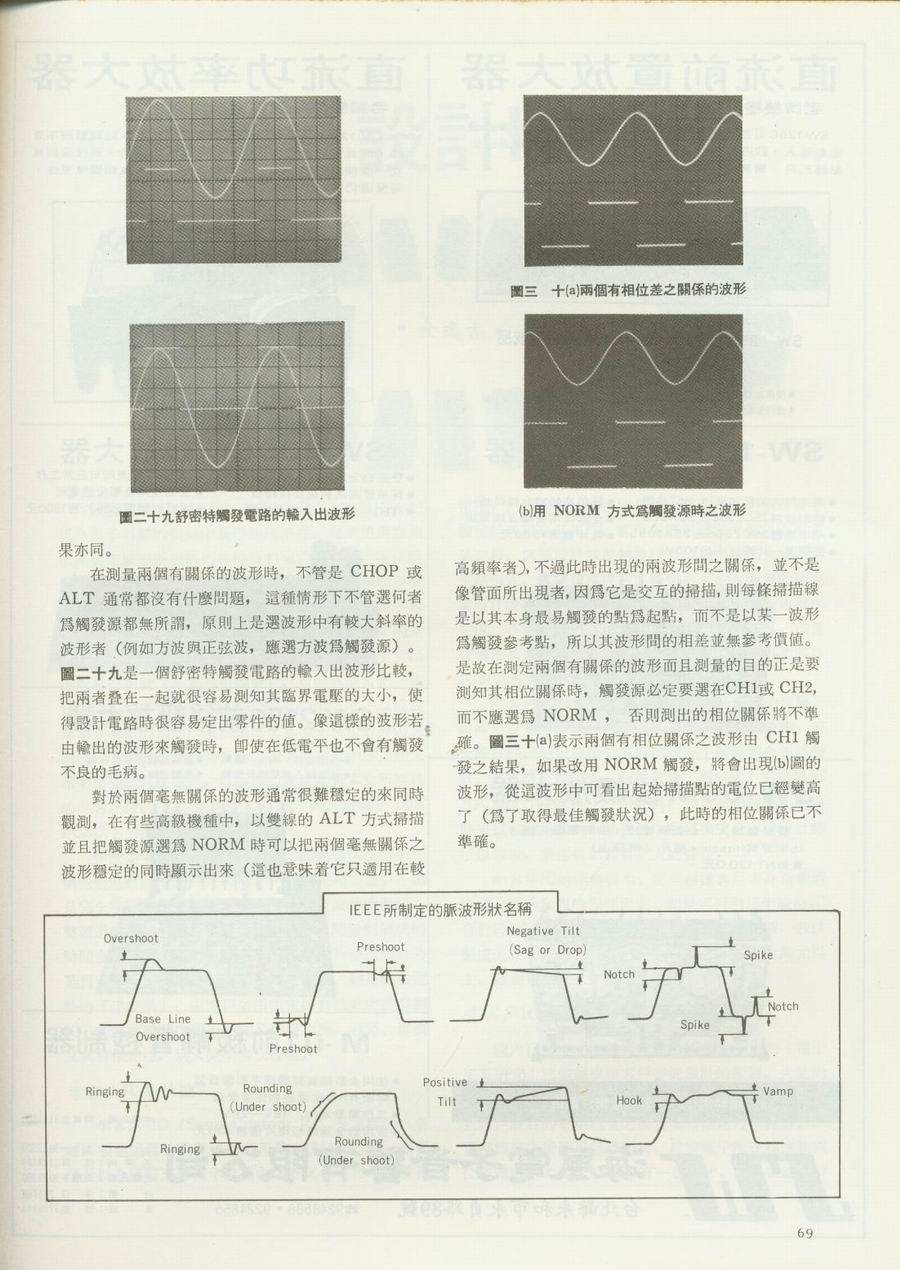 圖二十九舒密特觸發電路的輸入出波形
果亦同。
在測量兩個有關係的波形時，不管是 CHOP 或
ALT 通常都沒有什麼問題，這種情形下不管選何者
爲觸發源都無所謂，原則上是選波形中有較大斜率的
波形者（例如方波與正弦波，應選方波爲觸發源）。
圖二十九是一個舒密特觸發電路的輸入出波形比較，
把兩者叠在一起就很容易測知其臨界電壓的大小，使
得設計電路時很容易定出零件的值。像這樣的波形若
由輸出的波形來觸發時，卽使在低電平也不會有觸發
不良的毛病。
對於兩個毫無關係的波形通常很難穩定的來同時
觀測，在有些高級機種中，以雙線的 ALT 方式掃描
並且把觸發源選爲 NORM 時可以把兩個毫無關係之
波形穩定的同時顯示出來（這也意味着它只適用在較
圖三 十(a)兩個有相位差之關係的波形
(b)用 NORM 方式爲觸發源時之波形
高頻率者），不過此時出現的兩波形間之關係，並不是
像管面所出現者，因爲它是交互的掃描，則每條掃描線
是以其本身最易觸發的點爲起點，而不是以某一波形
爲觸發參考點，所以其波形間的相差並無參考價值。
是故在測定兩個有關係的波形而且測量的目的正是要
測知其相位關係時，觸發源必定要選在CH1或 CH2,
而不應選爲 NORM ， 否則測出的相位關係將不準
確。圖三十(a)表示兩個有相位關係之波形由 CH1 觸
發之結果，如果改用 NORM 觸發，將會出現(b)圖的
波形，從這波形中可看出起始掃描點的電位已經變高
了（爲了取得最佳觸發狀況），此時的相位關係已不
準確。
IEEE所制定的脈波形狀名稱
Overshoot
Base Line
Overshoot
Preshoot
Preshoot
Negative Tilt
(Sag or Drop)
Notch
Spike
Notch
Spike
Ringing
Ringing
Rounding
(Under shoot)
Rounding
(Under shoot)
Positive
Tilt
Hook
Vamp
69